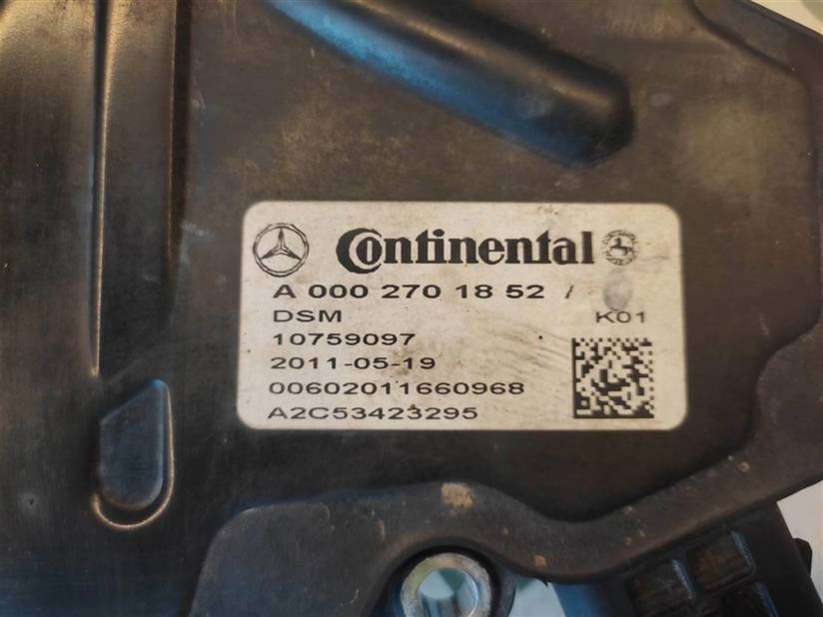 Continental
A 000 270 18 52 /
DSM K01
10759097
2011-05-19
00602011660968
A2C53423295